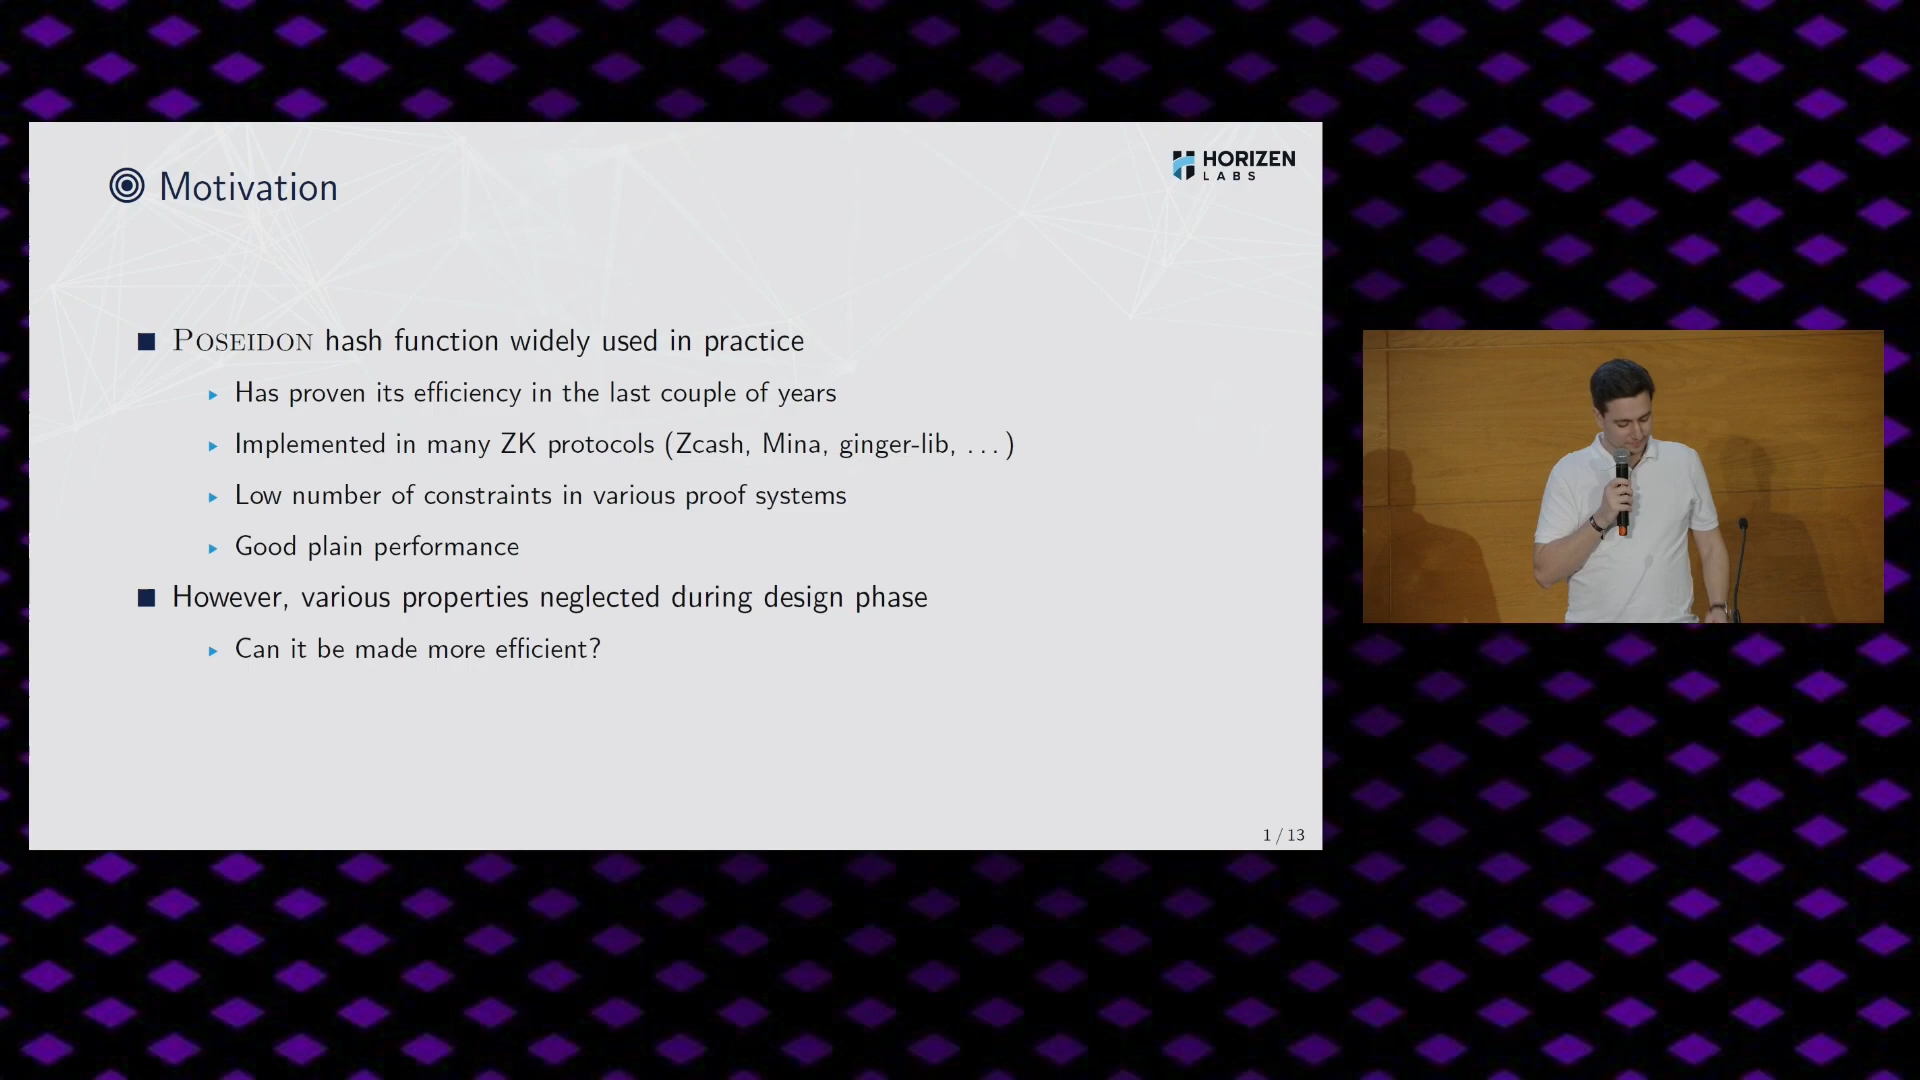 Motivation
HORIZEN
LABS
POSEIDON hash function widely used in practice
Has proven its efficiency in the last couple of years
Implemented in many ZK protocols (Zcash, Mina, ginger-lib, ...)
Low number of constraints in various proof systems
Good plain performance
However, various properties neglected during design phase
Can it be made more efficient?
1 / 13